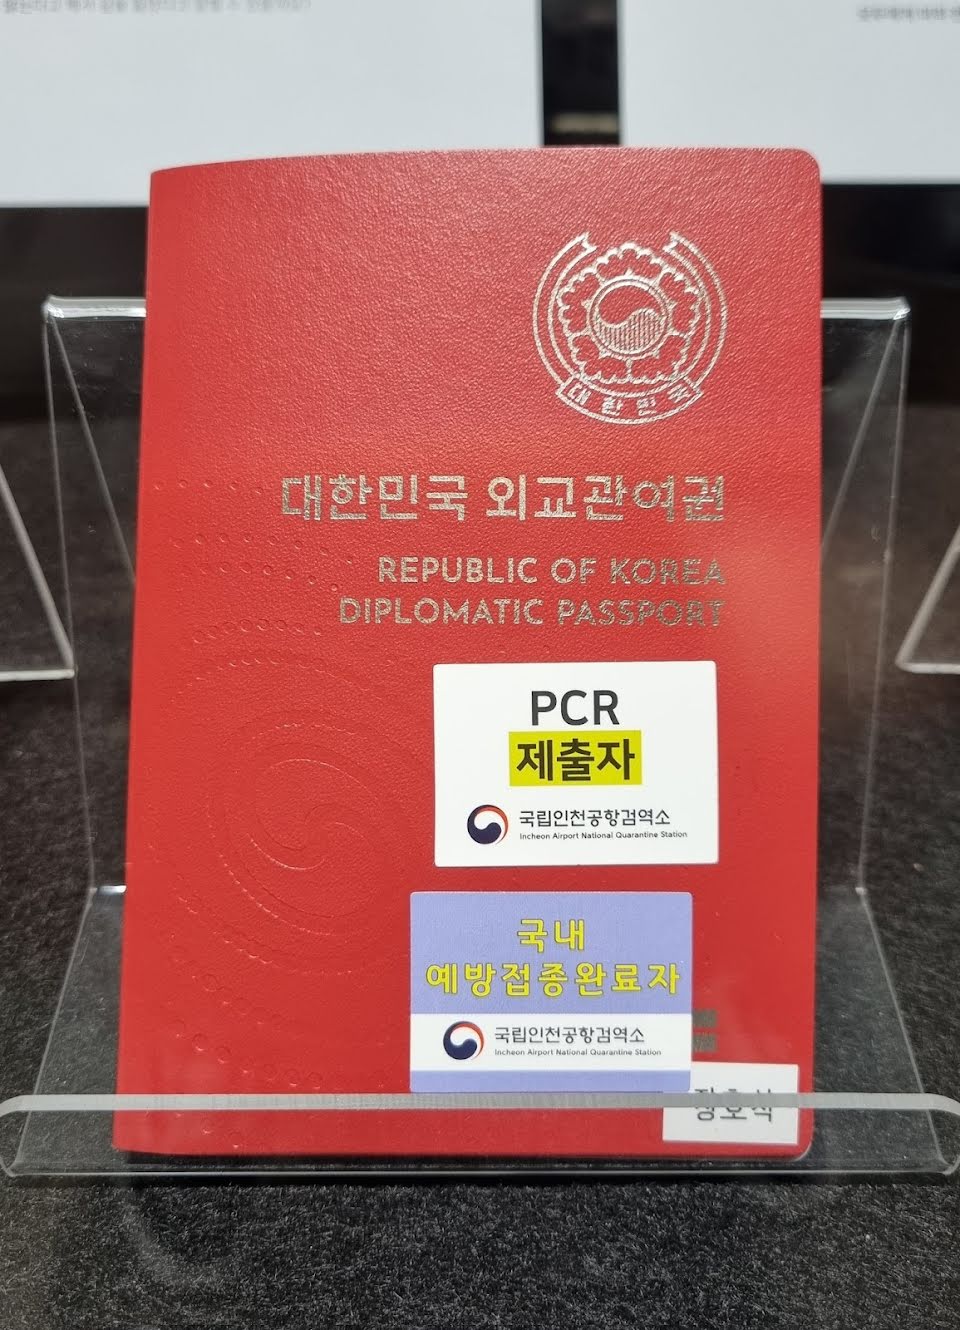 대한민국
대한민국 외교관여권
REPUBLIC OF KOREA
DIPLOMATIC PASSPORT
PCR
제출자
국립인천공항검역소
Incheon Airport National Quarantine Station
국내
예방접종완료자
국립인천공항검역소
Incheon Airport National Quarantine Station
장호석